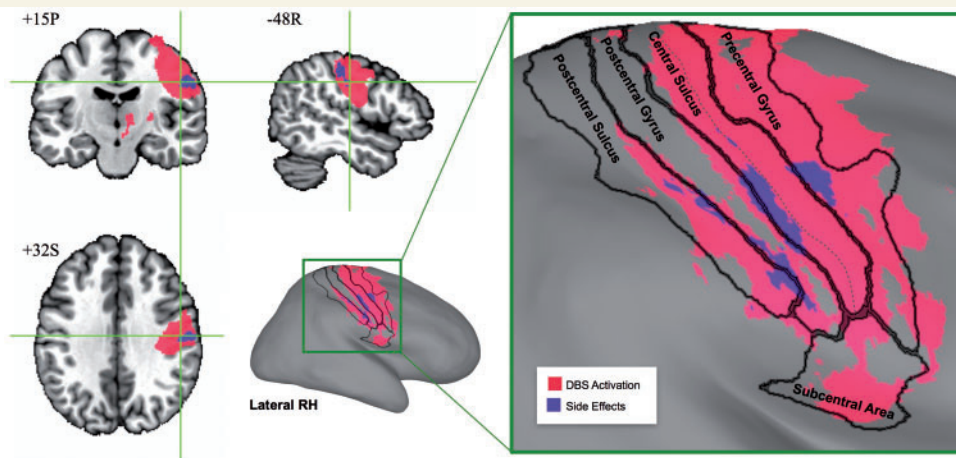 +15P
-48R
+32S
Lateral RH
Postcentral Sulcus
Postcentral Gyrus
Central Sulcus
Precentral Gyrus
DBS Activation
Side Effects
Subcentral Area